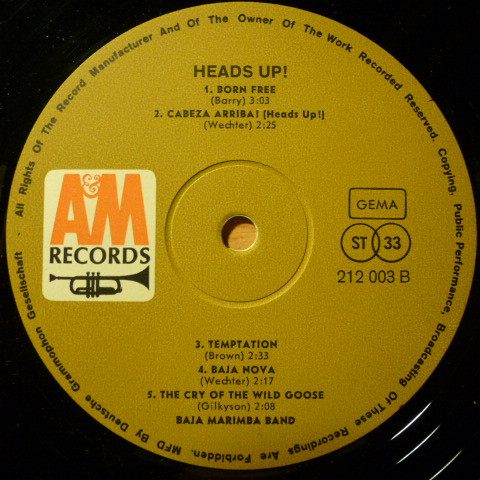 HEADS UP!
1. BORN FREE
(Barry) 3:03
2. CABEZA ARRIBA! (Heads Up!)
(Wechter) 2:25
A&M
RECORDS
GEMA
ST 33
212 003 B
3. TEMPTATION
(Brown) 2:33
4. BAJA NOVA
(Wechter) 2:17
5. THE CRY OF THE WILD GOOSE
(Gilkyson) 2:08
BAJA MARIMBA BAND
All Rights Of The Record Manufacturer And Of The Owner Of The Work Recorded Reserved. Copying, Public Performance, Broadcasting Of These Recordings Are Forbidden. MFD By Deutsche Grammophon Gesellschaft ·